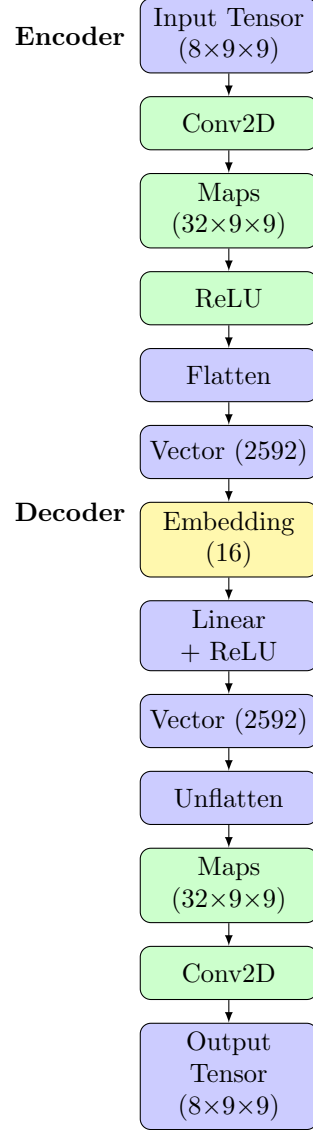 Encoder
Input Tensor
(8×9×9)
Conv2D
Maps
(32×9×9)
ReLU
Flatten
Vector (2592)
Decoder
Embedding
(16)
Linear
+ ReLU
Vector (2592)
Unflatten
Maps
(32×9×9)
Conv2D
Output
Tensor
(8×9×9)